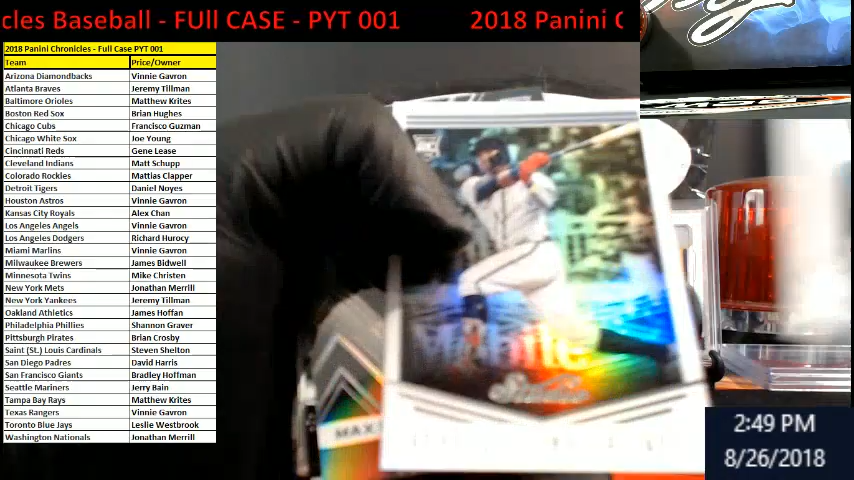 cles Baseball - FUll CASE - PYT 001
2018 Panini C
2018 Panini Chronicles - Full Case PYT 001
Team Price/Owner
Arizona Diamondbacks Vinnie Gavron
Atlanta Braves Jeremy Tillman
Baltimore Orioles Matthew Krites
Boston Red Sox Brian Hughes
Chicago Cubs Francisco Guzman
Chicago White Sox Joe Young
Cincinnati Reds Gene Lease
Cleveland Indians Matt Schupp
Colorado Rockies Mattias Clapper
Detroit Tigers Daniel Noyes
Houston Astros Vinnie Gavron
Kansas City Royals Alex Chan
Los Angeles Angels Vinnie Gavron
Los Angeles Dodgers Richard Hurocy
Miami Marlins Vinnie Gavron
Milwaukee Brewers James Bidwell
Minnesota Twins Mike Christen
New York Mets Jonathan Merrill
New York Yankees Jeremy Tillman
Oakland Athletics James Hoffan
Philadelphia Phillies Shannon Graver
Pittsburgh Pirates Brian Crosby
Saint (St.) Louis Cardinals Steven Shelton
San Diego Padres David Harris
San Francisco Giants Bradley Hoffman
Seattle Mariners Jerry Bain
Tampa Bay Rays Matthew Krites
Texas Rangers Vinnie Gavron
Toronto Blue Jays Leslie Westbrook
Washington Nationals Jonathan Merrill
RC
Studio
MAXI
2:49 PM
8/26/2018